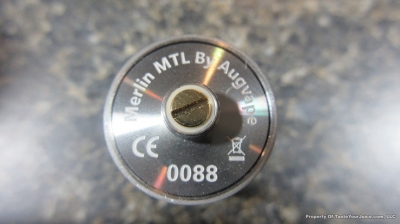 Merlin MTL By Augvape
CE
0088
Property Of TasteYourJuice.com, LLC